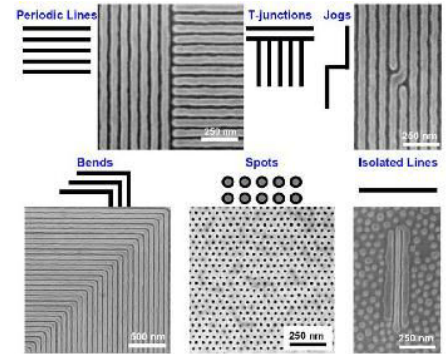 Periodic Lines
T-junctions
Jogs
250 nm
250 nm
Bends
Spots
Isolated Lines
500 nm
250 nm
250 nm